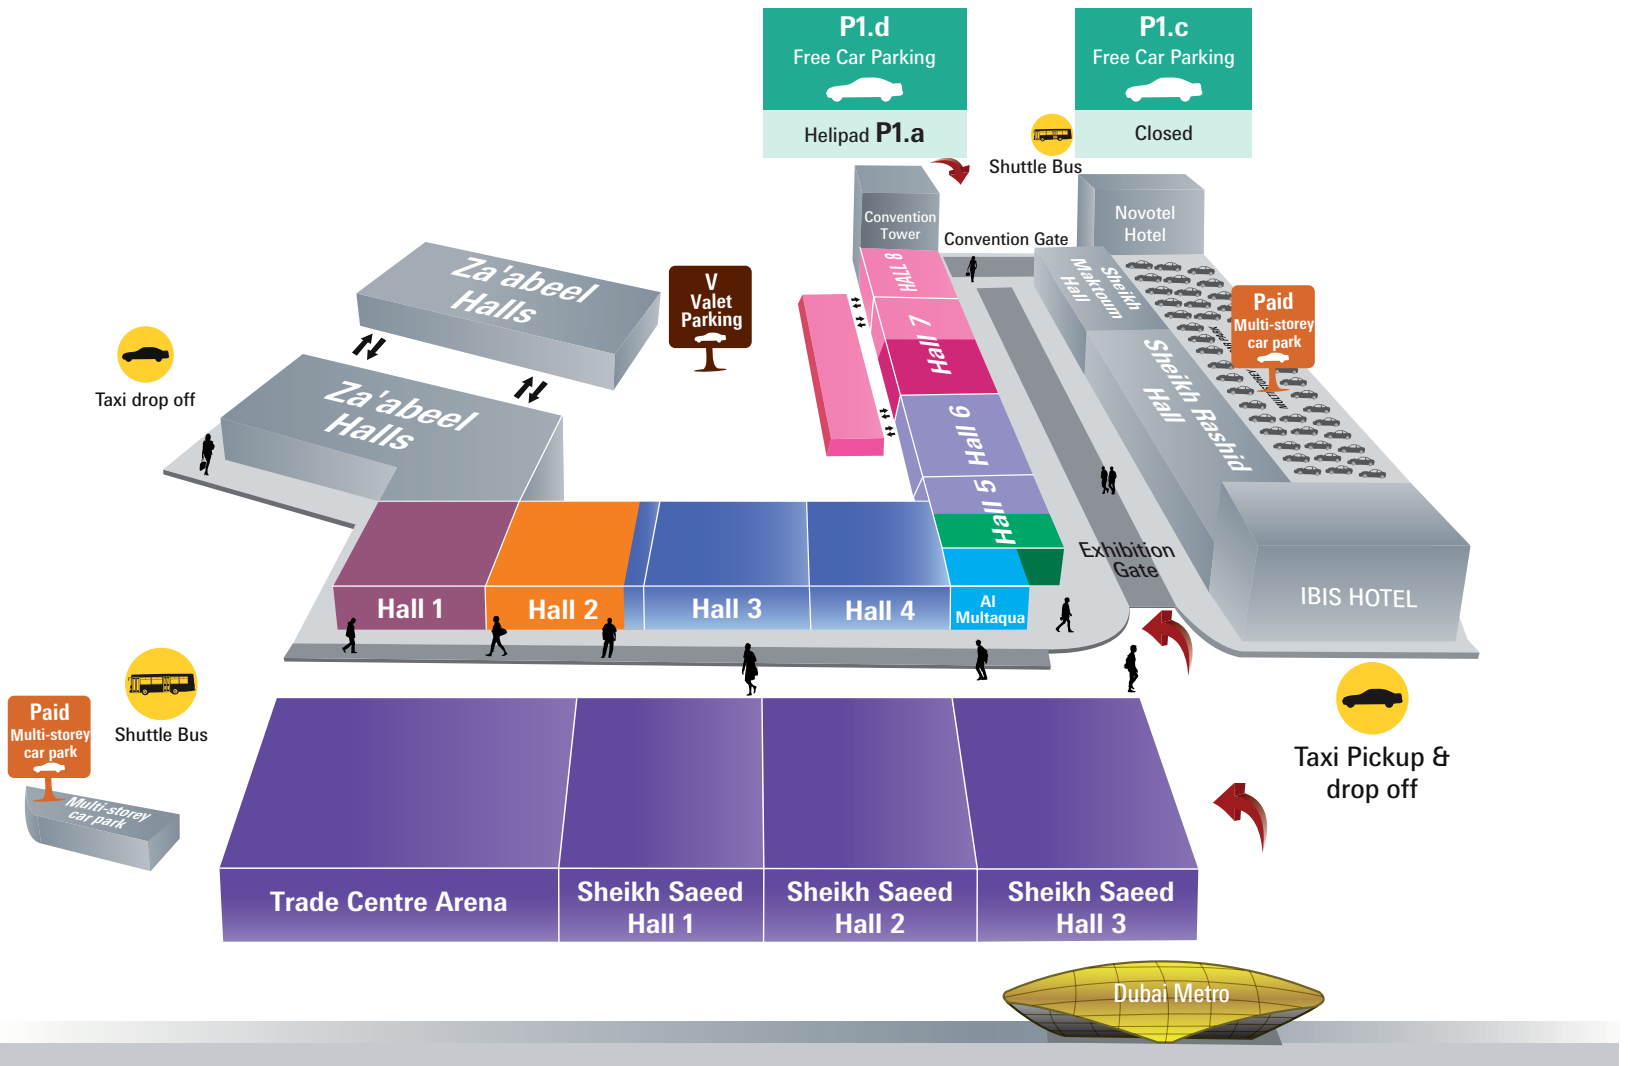 P1.d
Free Car Parking
Helipad P1.a
P1.c
Free Car Parking
Closed
Shuttle Bus
Convention
Tower
Convention Gate
Novotel
Hotel
Za'abeel
Halls
V
Valet
Parking
HALL 8
Sheikh
Maktoum
Hall
Paid
Multi-storey
car park
Hall 7
Taxi drop off
Za'abeel
Halls
Sheikh Rashid
Hall
Hall 6
Hall 5
Exhibition
Gate
IBIS HOTEL
Hall 1
Hall 2
Hall 3
Hall 4
Al
Multaqua
Shuttle Bus
Paid
Multi-storey
car park
Multi-storey
car park
Taxi Pickup &
drop off
Trade Centre Arena
Sheikh Saeed
Hall 1
Sheikh Saeed
Hall 2
Sheikh Saeed
Hall 3
Dubai Metro